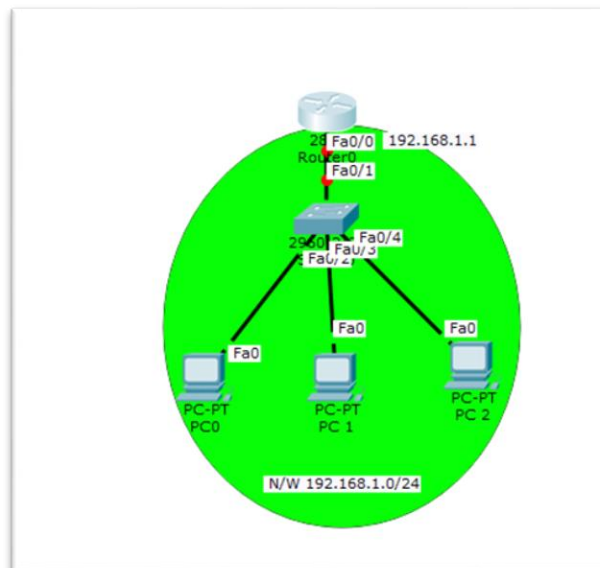 Fa0/0
192.168.1.1
Router0
Fa0/1
Fa0/4
Fa0/3
Fa0/2
Fa0
Fa0
Fa0
PC-PT
PC0
PC-PT
PC 1
PC-PT
PC 2
N/W 192.168.1.0/24